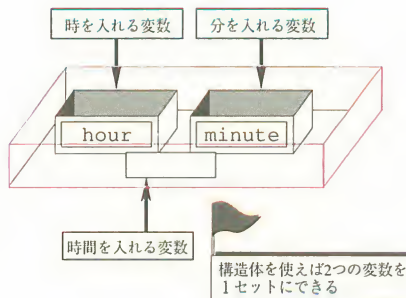 時を入れる変数
分を入れる変数
hour
minute
時間を入れる変数
構造体を使えば2つの変数を
1セットにできる